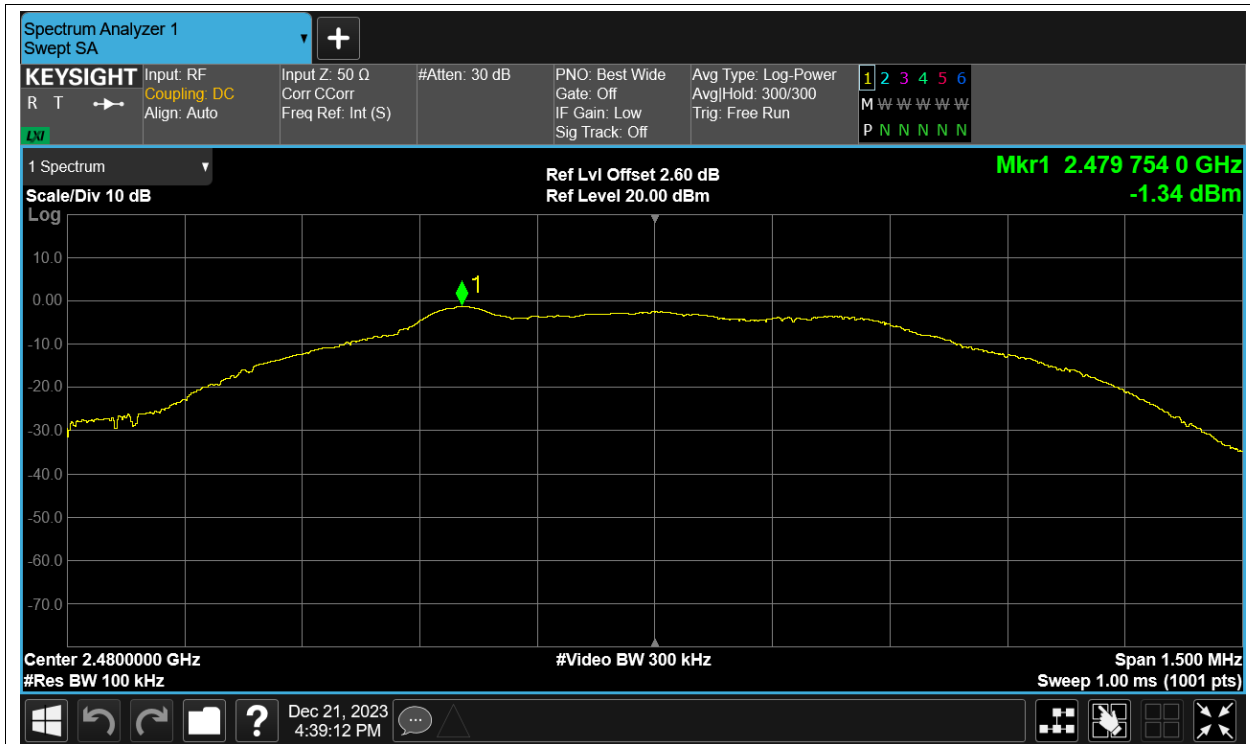 Spectrum Analyzer 1
Swept SA
+
KEYSIGHT
R T
LXI
Input: RF
Coupling: DC
Align: Auto
Input Z: 50 Ω
Corr CCorr
Freq Ref: Int (S)
#Atten: 30 dB
PNO: Best Wide
Gate: Off
IF Gain: Low
Sig Track: Off
Avg Type: Log-Power
Avg|Hold: 300/300
Trig: Free Run
1 2 3 4 5 6
M W W W W W
P N N N N N
1 Spectrum
Scale/Div 10 dB
Ref Lvl Offset 2.60 dB
Ref Level 20.00 dBm
Mkr1 2.479 754 0 GHz
-1.34 dBm
Log
10.0
0.00
-10.0
-20.0
-30.0
-40.0
-50.0
-60.0
-70.0
1
Center 2.4800000 GHz
#Res BW 100 kHz
#Video BW 300 kHz
Span 1.500 MHz
Sweep 1.00 ms (1001 pts)
?
Dec 21, 2023
4:39:12 PM